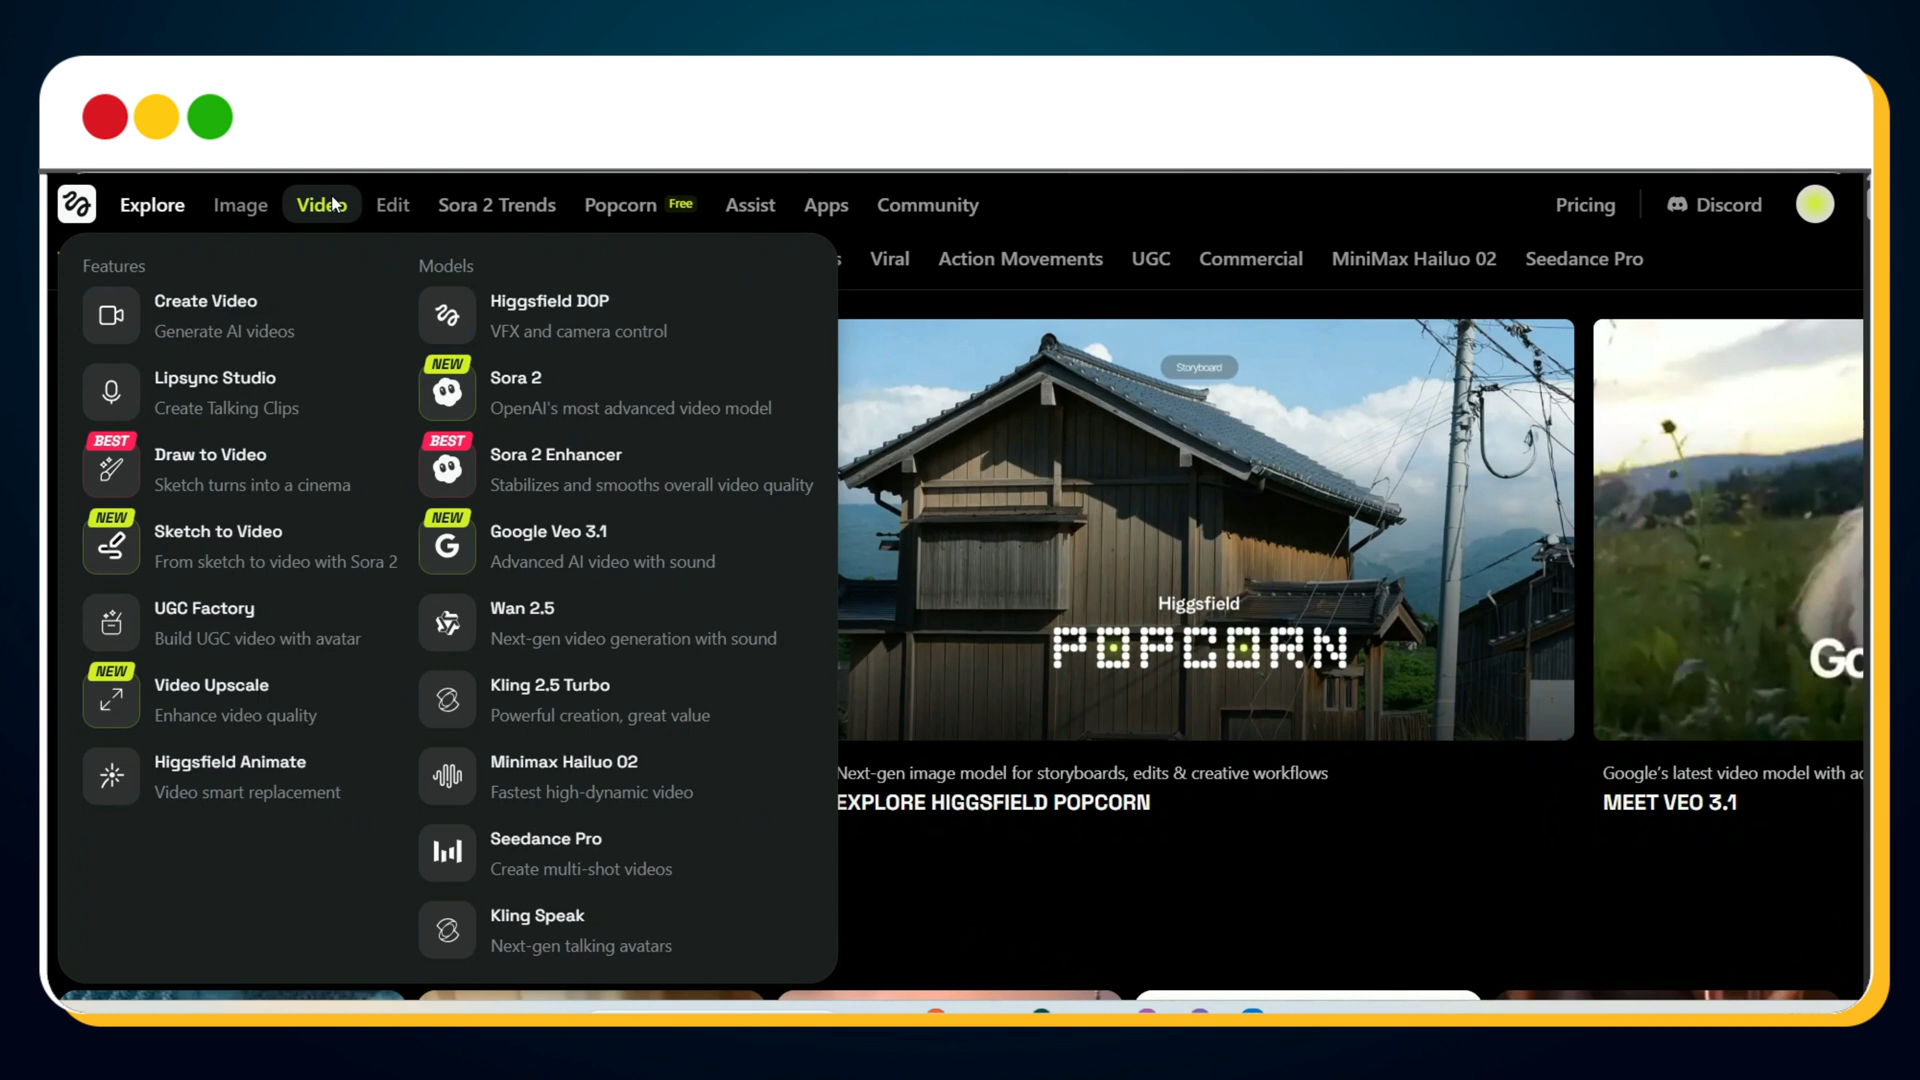 Explore Image Video Edit Sora 2 Trends Popcorn Free Assist Apps Community Pricing Discord
Viral Action Movements UGC Commercial MiniMax Hailuo 02 Seedance Pro
Features
Create Video
Generate AI videos
Lipsync Studio
Create Talking Clips
BEST
Draw to Video
Sketch turns into a cinema
NEW
Sketch to Video
From sketch to video with Sora 2
UGC Factory
Build UGC video with avatar
NEW
Video Upscale
Enhance video quality
Higgsfield Animate
Video smart replacement
Models
Higgsfield DOP
VFX and camera control
NEW
Sora 2
OpenAI's most advanced video model
BEST
Sora 2 Enhancer
Stabilizes and smooths overall video quality
NEW
Google Veo 3.1
Advanced AI video with sound
Wan 2.5
Next-gen video generation with sound
Kling 2.5 Turbo
Powerful creation, great value
Minimax Hailuo 02
Fastest high-dynamic video
Seedance Pro
Create multi-shot videos
Kling Speak
Next-gen talking avatars
Storyboard
Higgsfield
POPCORN
Next-gen image model for storyboards, edits & creative workflows
EXPLORE HIGGSFIELD POPCORN
Google's latest video model with
MEET VEO 3.1